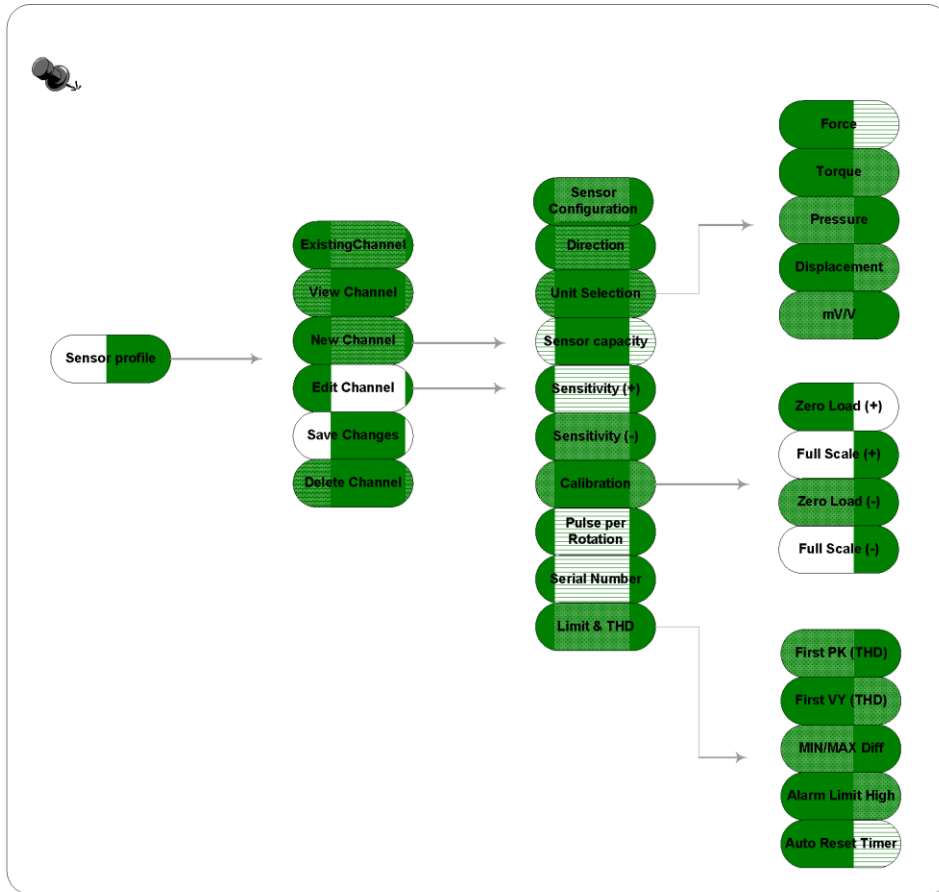 Sensor profile
ExistingChannel
View Channel
New Channel
Edit Channel
Save Changes
Delete Channel
Sensor
Configuration
Direction
Unit Selection
Sensor capacity
Sensitivity (+)
Sensitivity (-)
Calibration
Pulse per
Rotation
Serial Number
Limit & THD
Force
Torque
Pressure
Displacement
mV/V
Zero Load (+)
Full Scale (+)
Zero Load (-)
Full Scale (-)
First PK (THD)
First VY (THD)
MIN/MAX Diff
Alarm Limit High
Auto Reset Timer